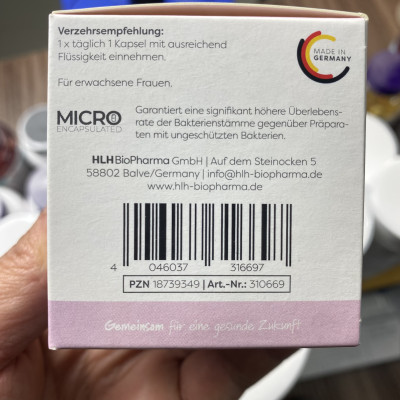 Verzehrsempfehlung:
1 x täglich 1 Kapsel mit ausreichend
Flüssigkeit einnehmen.
Für erwachsene Frauen.
MADE IN
GERMANY
MICRO
ENCAPSULATED
Garantiert eine signifikant höhere Überlebens-
rate der Bakterienstämme gegenüber Präpara-
ten mit ungeschützten Bakterien.
HLH BioPharma GmbH | Auf dem Steinocken 5
58802 Balve/Germany | info@hlh-biopharma.de
www.hlh-biopharma.de
4 046037 316697
PZN 18739349 | Art.-Nr.: 310669
Gemeinsam für eine gesunde Zukunft